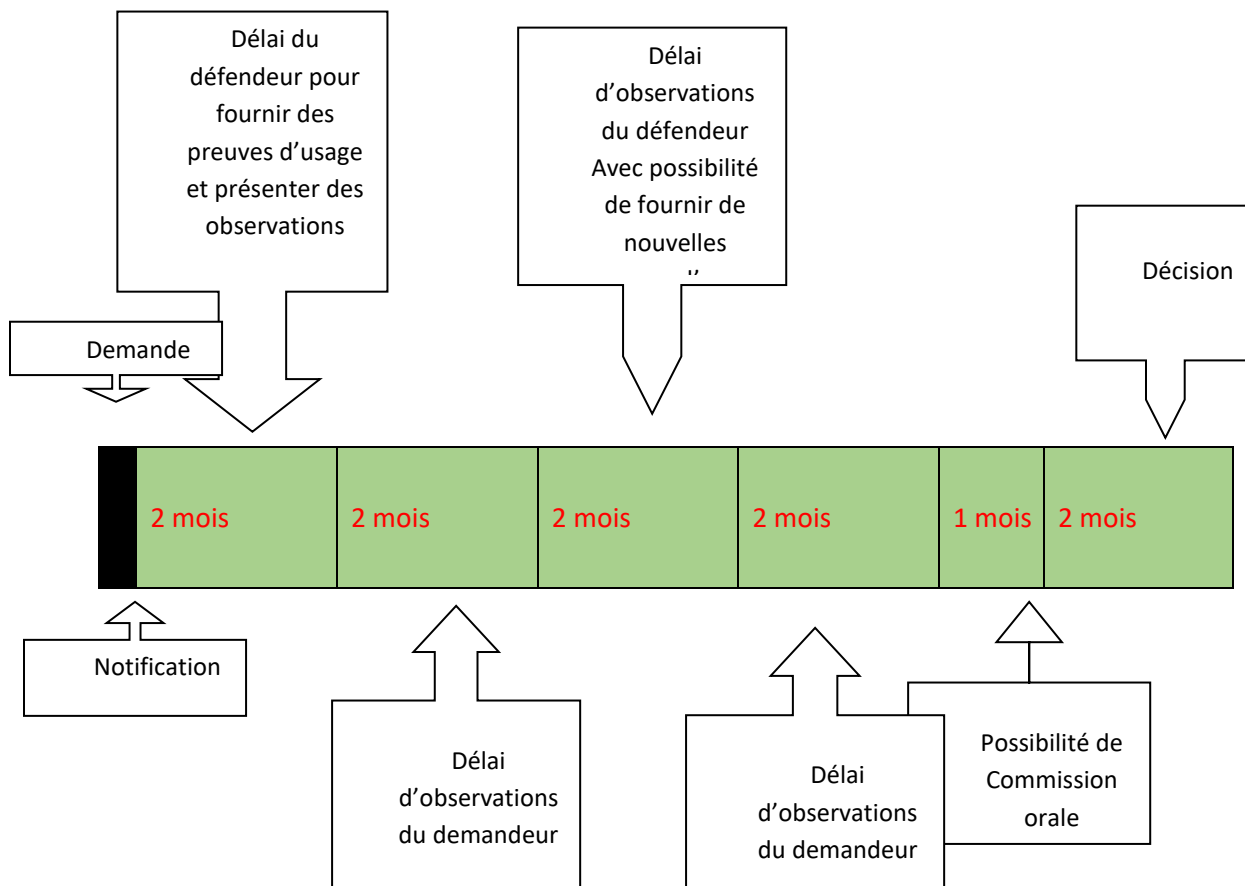 Délai du
défendeur pour
fournir des
preuves d’usage
et présenter des
observations
Délai
d’observations
du défendeur
Avec possibilité
de fournir de
nouvelles
Décision
Demande
2 mois
2 mois
2 mois
2 mois
1 mois
2 mois
Notification
Délai
d’observations
du demandeur
Délai
d’observations
du demandeur
Possibilité de
Commission
orale